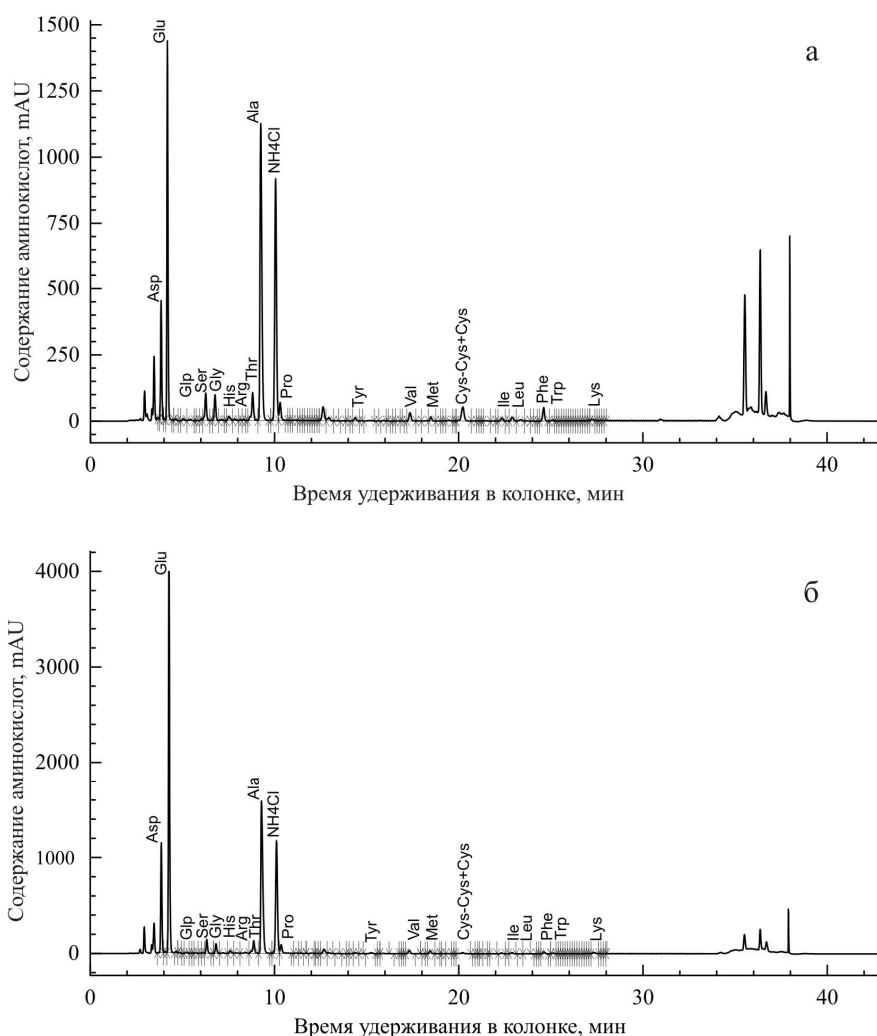 а
Содержание аминокислот, mAU
1500
1250
1000
750
500
250
0
Asp
Glu
Glp
Ser
Gly
His
Arg
Thr
Ala
NH4Cl
Pro
Tyr
Val
Met
Cys-Cys+Cys
Ile
Leu
Phe
Trp
Lys
0 10 20 30 40
Время удерживания в колонке, мин
б
Содержание аминокислот, mAU
4000
3000
2000
1000
0
Asp
Glu
Glp
Ser
Gly
His
Arg
Thr
Ala
NH4Cl
Pro
Tyr
Val
Met
Cys-Cys+Cys
Ile
Leu
Phe
Trp
Lys
0 10 20 30 40
Время удерживания в колонке, мин